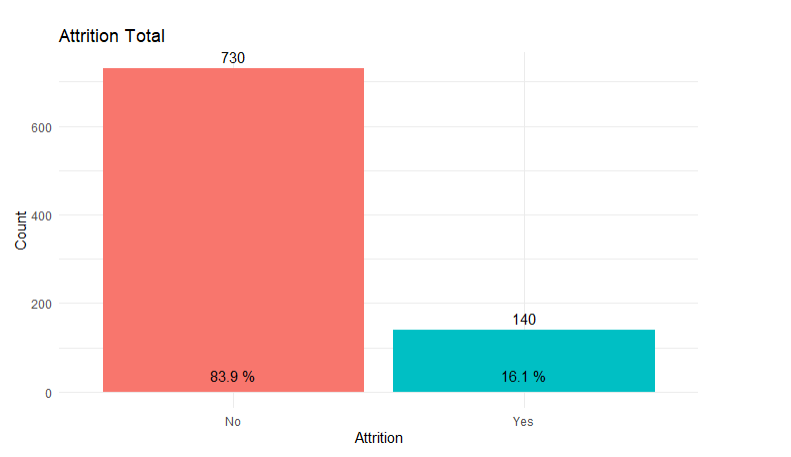 Attrition Total
730
600
Count
400
200
140
83.9 %
16.1 %
0
No
Yes
Attrition